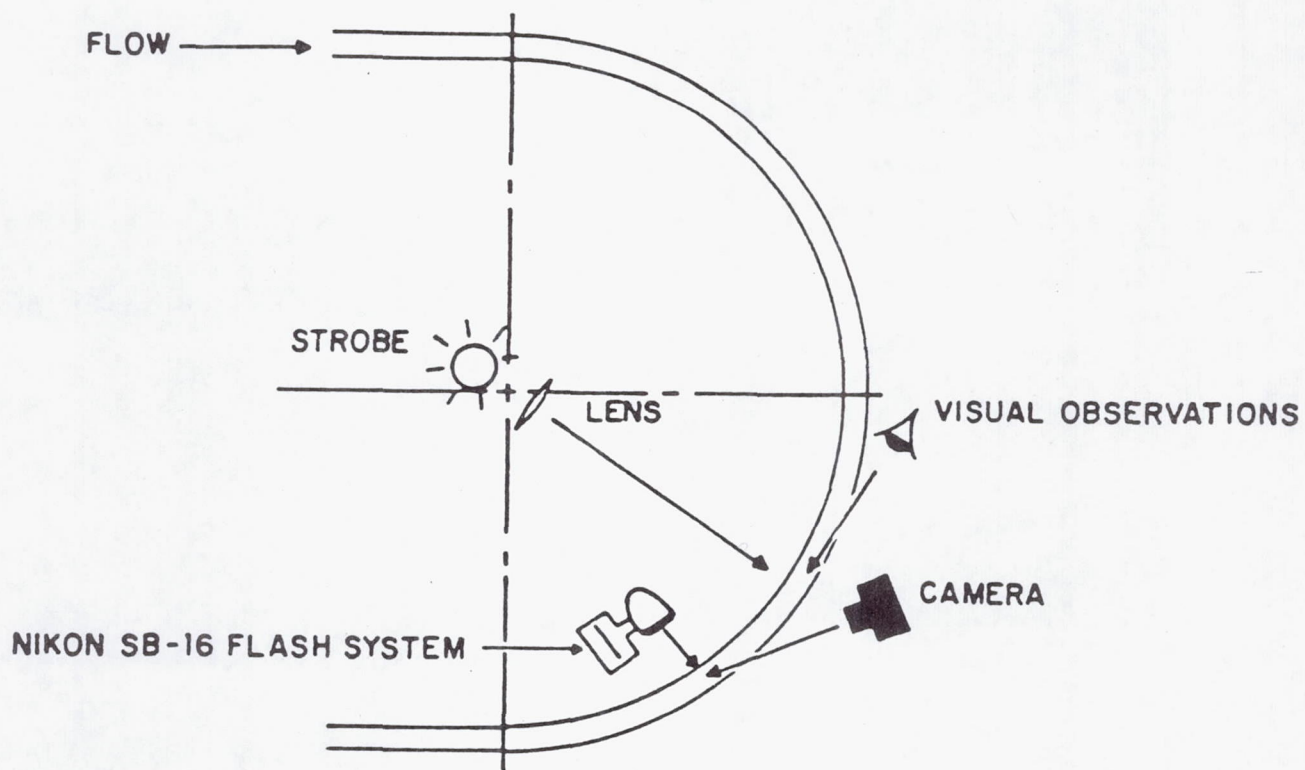 FLOW
STROBE
LENS
VISUAL OBSERVATIONS
CAMERA
NIKON SB-16 FLASH SYSTEM